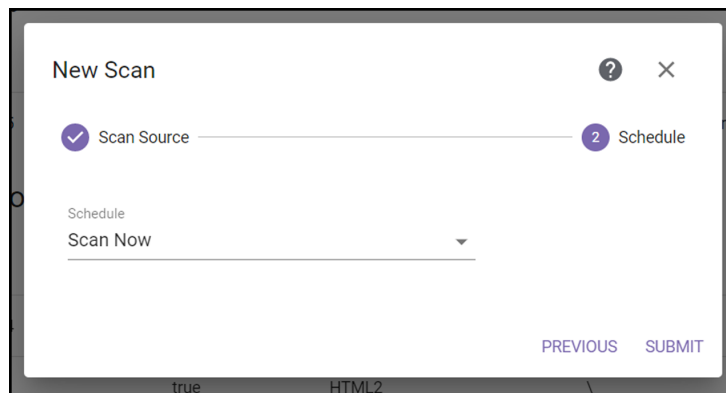 New Scan
?
Scan Source
2 Schedule
Schedule
Scan Now
PREVIOUS SUBMIT
true HTML2 \